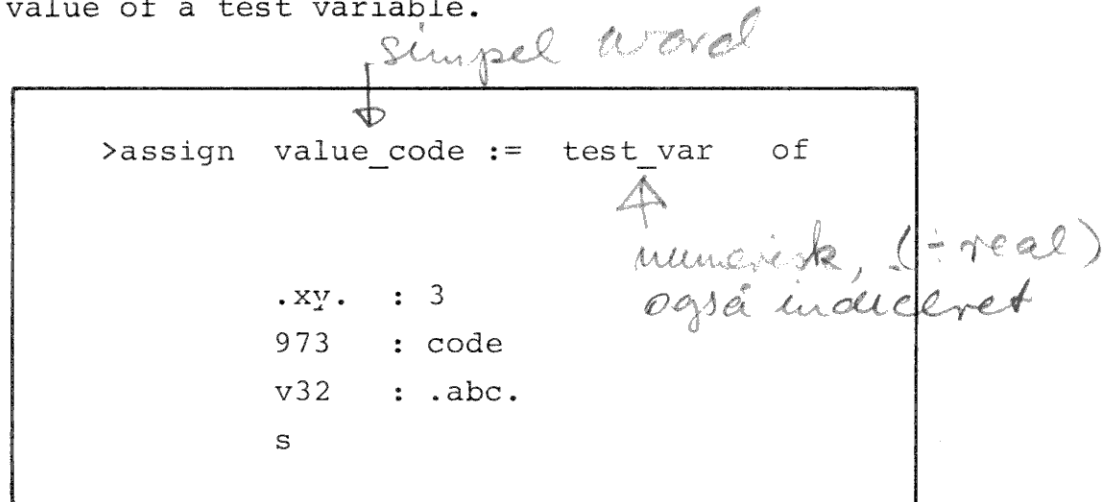 value of a test variable.
simpel word
>assign value_code := test_var of
numerisk, (÷ real)
også indiceret
.xy. : 3
973 : code
v32 : .abc.
s